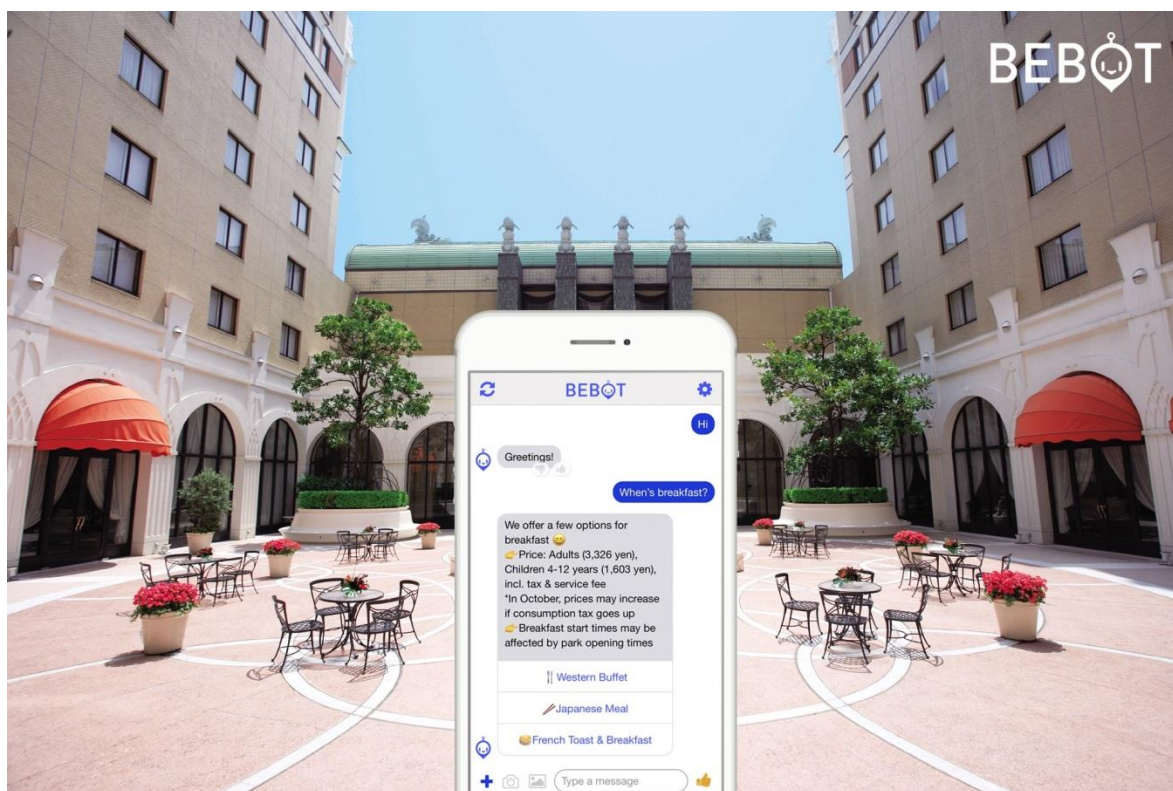 BEBOT
BEBOT
Hi
Greetings!
When's breakfast?
We offer a few options for
breakfast 😄
👉Price: Adults (3,326 yen),
Children 4-12 years (1,603 yen),
incl. tax & service fee
*In October, prices may increase
if consumption tax goes up
👉Breakfast start times may be
affected by park opening times
🍴Western Buffet
🥢Japanese Meal
🥞French Toast & Breakfast
Type a message